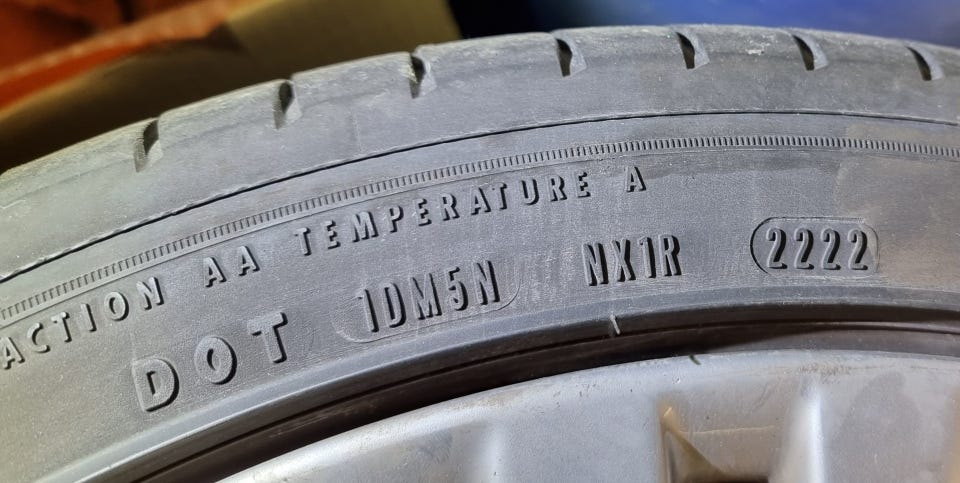 ACTION AA TEMPERATURE A
DOT 1DM5N NX1R 2222